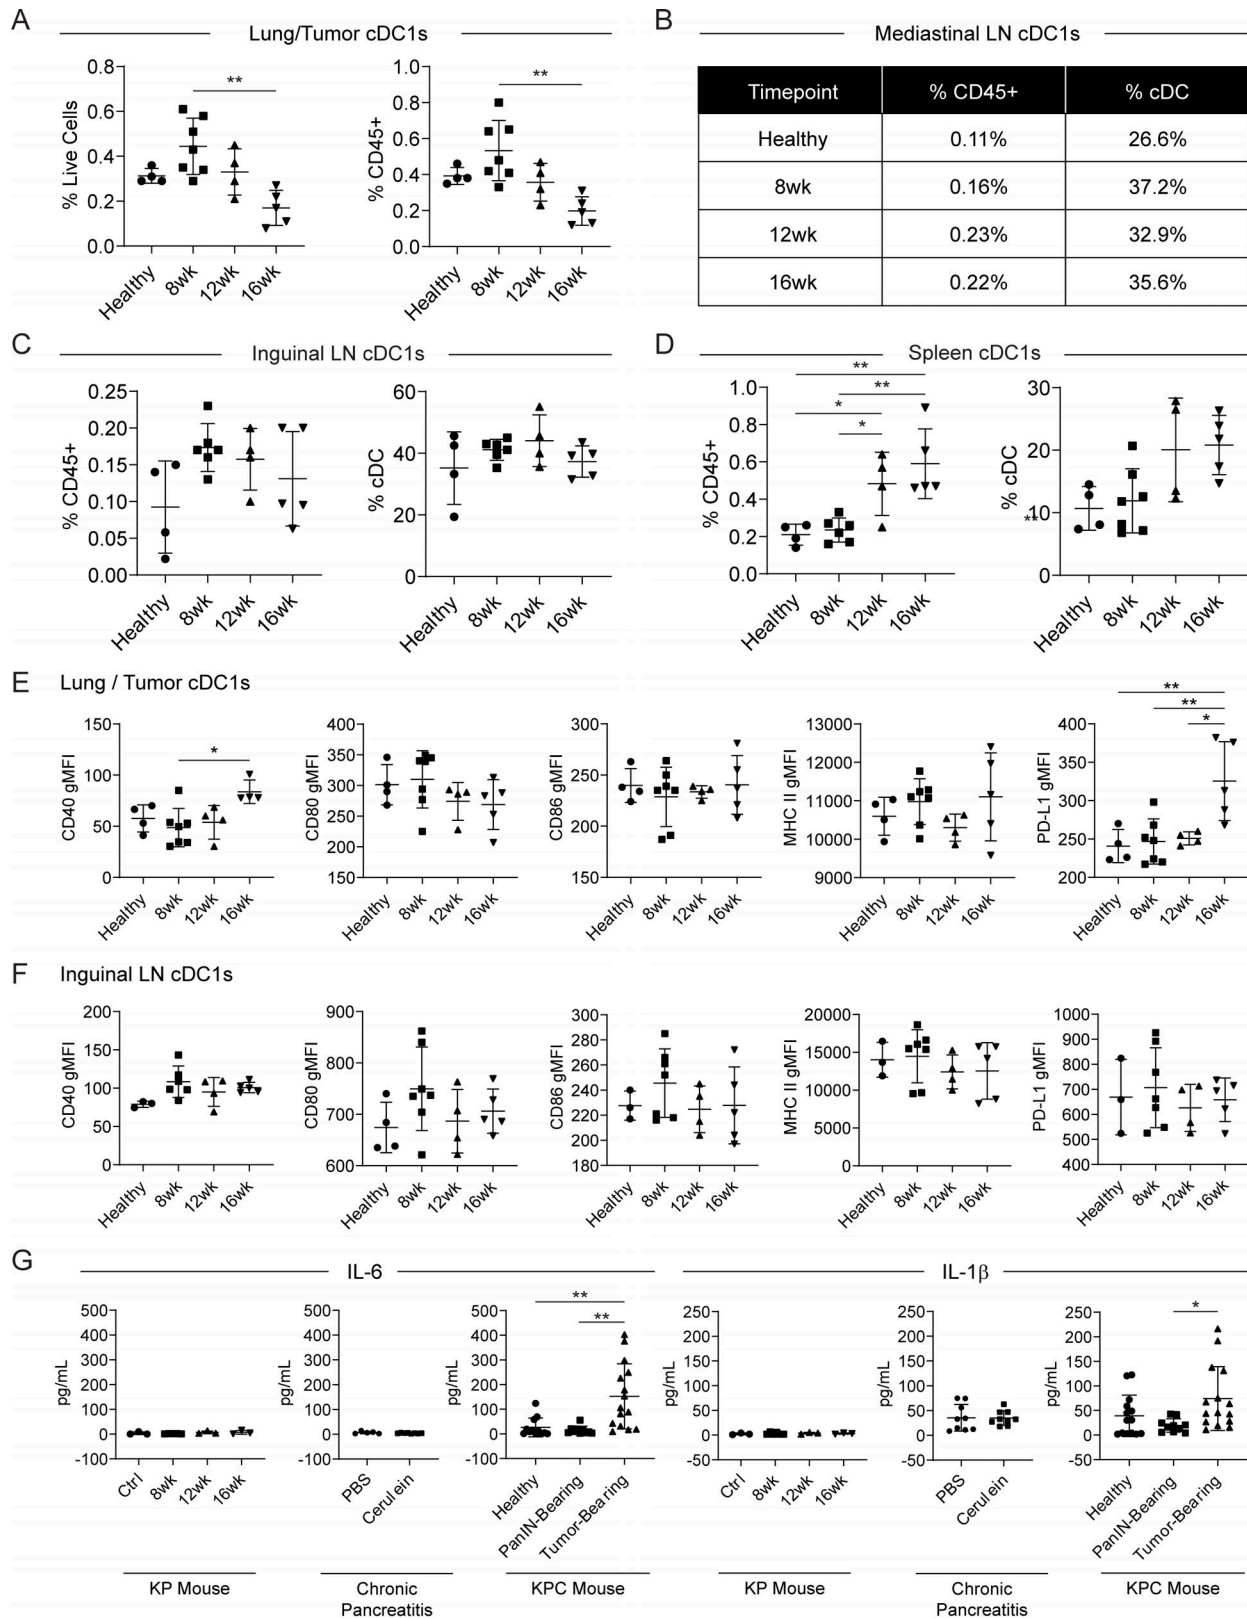 A
Lung/Tumor cDC1s
% Live Cells
0.8
0.6
0.4
0.2
0.0
**
Healthy
8wk
12wk
16wk
% CD45+
1.0
0.8
0.6
0.4
0.2
0.0
**
Healthy
8wk
12wk
16wk
B
Mediastinal LN cDC1s
Timepoint % CD45+ % cDC
Healthy 0.11% 26.6%
8wk 0.16% 37.2%
12wk 0.23% 32.9%
16wk 0.22% 35.6%
C
Inguinal LN cDC1s
% CD45+
0.25
0.20
0.15
0.10
0.05
0.00
Healthy
8wk
12wk
16wk
% cDC
60
40
20
0
Healthy
8wk
12wk
16wk
D
Spleen cDC1s
**
**
*
*
% CD45+
1.0
0.8
0.6
0.4
0.2
0.0
Healthy
8wk
12wk
16wk
% cDC
**
30
20
10
0
Healthy
8wk
12wk
16wk
E
Lung / Tumor cDC1s
CD40 gMFI
150
100
50
0
*
Healthy
8wk
12wk
16wk
CD80 gMFI
400
350
300
250
200
150
Healthy
8wk
12wk
16wk
CD86 gMFI
300
250
200
150
Healthy
8wk
12wk
16wk
MHC II gMFI
13000
12000
11000
10000
9000
Healthy
8wk
12wk
16wk
PD-L1 gMFI
400
350
300
250
200
**
**
*
Healthy
8wk
12wk
16wk
F
Inguinal LN cDC1s
CD40 gMFI
200
150
100
50
0
Healthy
8wk
12wk
16wk
CD80 gMFI
900
800
700
600
Healthy
8wk
12wk
16wk
CD86 gMFI
300
280
260
240
220
200
180
Healthy
8wk
12wk
16wk
MHC II gMFI
20000
15000
10000
5000
0
Healthy
8wk
12wk
16wk
PD-L1 gMFI
1000
900
800
700
600
500
400
Healthy
8wk
12wk
16wk
G
IL-6
pg/mL
500
400
300
200
100
0
-100
Ctrl
8wk
12wk
16wk
KP Mouse
pg/mL
500
400
300
200
100
0
-100
PBS
Cerulein
Chronic
Pancreatitis
pg/mL
500
400
300
200
100
0
-100
**
**
Healthy
PanIN-Bearing
Tumor-Bearing
KPC Mouse
IL-1β
pg/mL
250
200
150
100
50
0
-50
Ctrl
8wk
12wk
16wk
KP Mouse
pg/mL
250
200
150
100
50
0
-50
PBS
Cerulein
Chronic
Pancreatitis
pg/mL
250
200
150
100
50
0
-50
*
Healthy
PanIN-Bearing
Tumor-Bearing
KPC Mouse